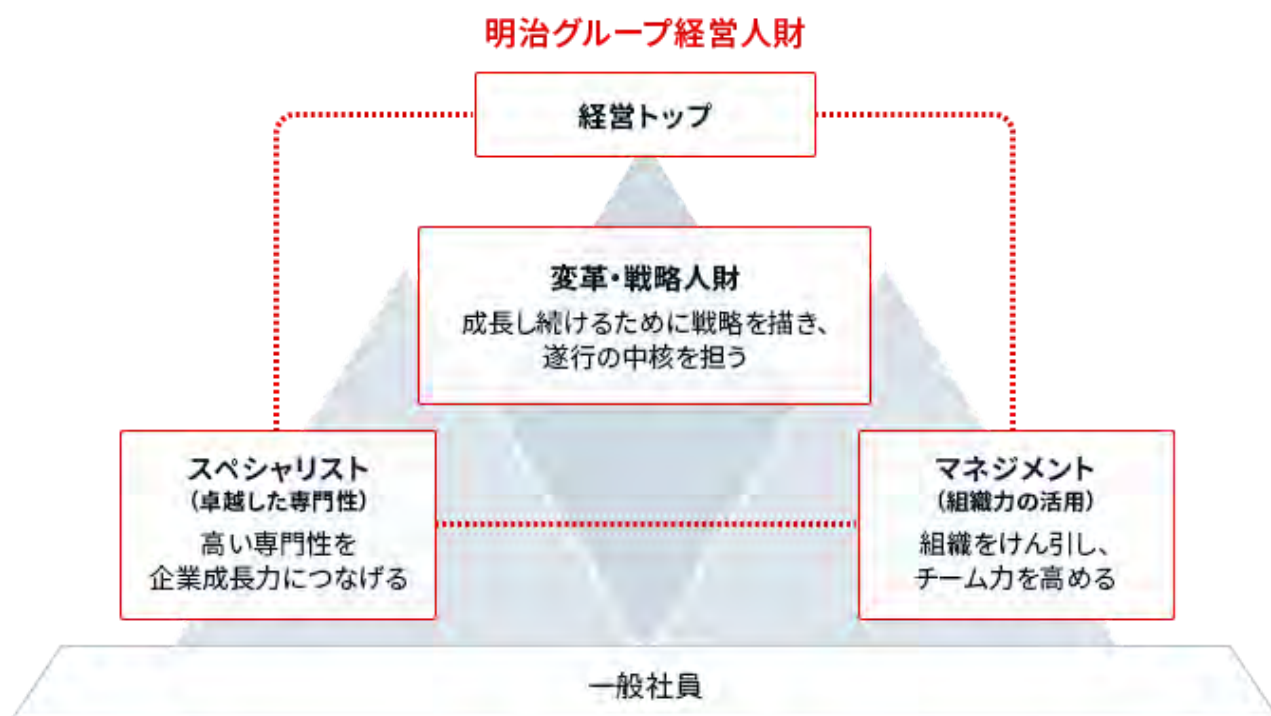 明治グループ経営人財
経営トップ
変革・戦略人財
成長し続けるために戦略を描き、
遂行の中核を担う
スペシャリスト
（卓越した専門性）
高い専門性を
企業成長力につなげる
マネジメント
（組織力の活用）
組織をけん引し、
チーム力を高める
一般社員